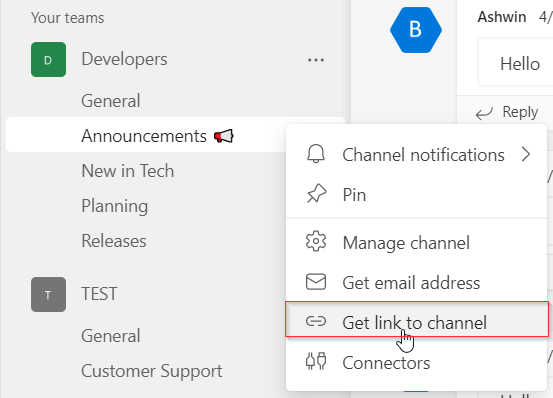 Your teams
D Developers ...
General
Announcements
New in Tech
Planning
Releases
T TEST
General
Customer Support
B
Ashwin 4/
Hello
Reply
Channel notifications
Pin
Manage channel
Get email address
Get link to channel
Connectors